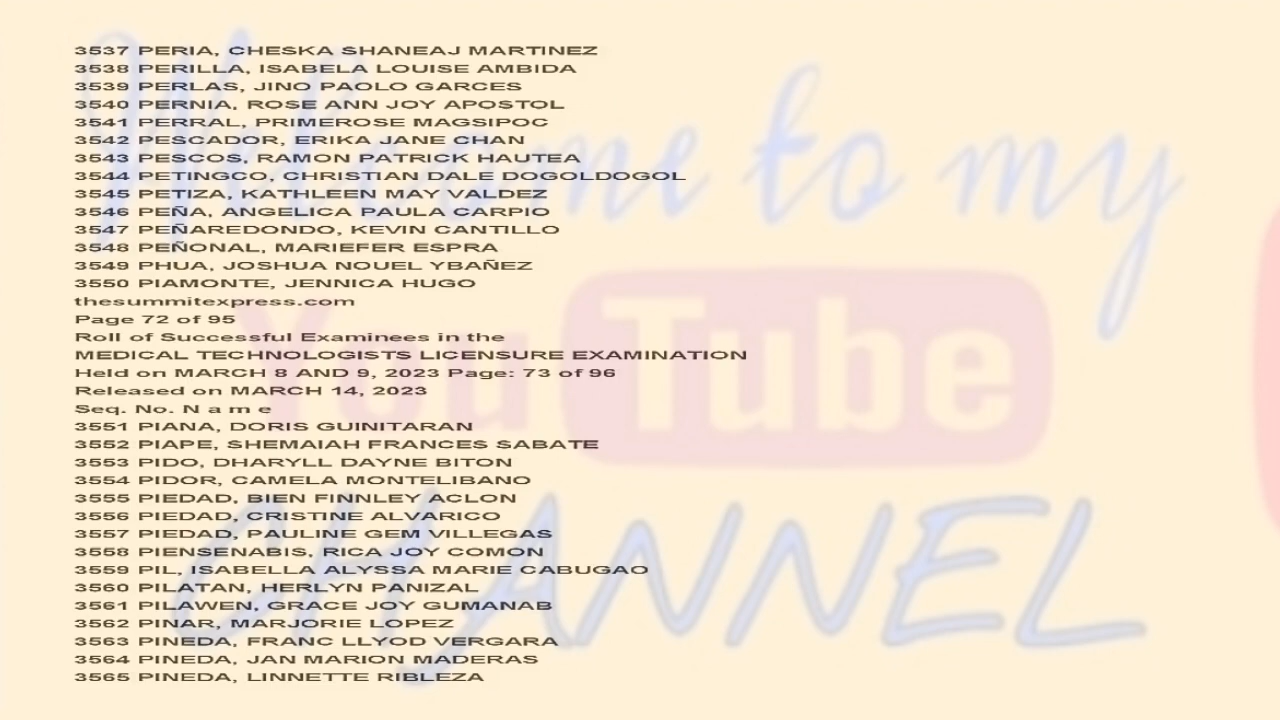 3537 PERIA, CHESKA SHANEAJ MARTINEZ
3538 PERILLA, ISABELA LOUISE AMBIDA
3539 PERLAS, JINO PAOLO GARCES
3540 PERNIA, ROSE ANN JOY APOSTOL
3541 PERRAL, PRIMEROSE MAGSIPOC
3542 PESCADOR, ERIKA JANE CHAN
3543 PESCOS, RAMON PATRICK HAUTEA
3544 PETINGCO, CHRISTIAN DALE DOGOLDOGOL
3545 PETIZA, KATHLEEN MAY VALDEZ
3546 PEÑA, ANGELICA PAULA CARPIO
3547 PEÑAREDONDO, KEVIN CANTILLO
3548 PEÑONAL, MARIEFER ESPRA
3549 PHUA, JOSHUA NOUEL YBAÑEZ
3550 PIAMONTE, JENNICA HUGO
thesummitexpress.com
Page 72 of 95
Roll of Successful Examinees in the
MEDICAL TECHNOLOGISTS LICENSURE EXAMINATION
Held on MARCH 8 AND 9, 2023 Page: 73 of 96
Released on MARCH 14, 2023
Seq. No. N a m e
3551 PIANA, DORIS GUINITARAN
3552 PIAPE, SHEMAIAH FRANCES SABATE
3553 PIDO, DHARYLL DAYNE BITON
3554 PIDOR, CAMELA MONTELIBANO
3555 PIEDAD, BIEN FINNLEY ACLON
3556 PIEDAD, CRISTINE ALVARICO
3557 PIEDAD, PAULINE GEM VILLEGAS
3558 PIENSENABIS, RICA JOY COMON
3559 PIL, ISABELLA ALYSSA MARIE CABUGAO
3560 PILATAN, HERLYN PANIZAL
3561 PILAWEN, GRACE JOY GUMANAB
3562 PINAR, MARJORIE LOPEZ
3563 PINEDA, FRANC LLYOD VERGARA
3564 PINEDA, JAN MARION MADERAS
3565 PINEDA, LINNETTE RIBLEZA
Welcome to my
YouTube
CHANNEL